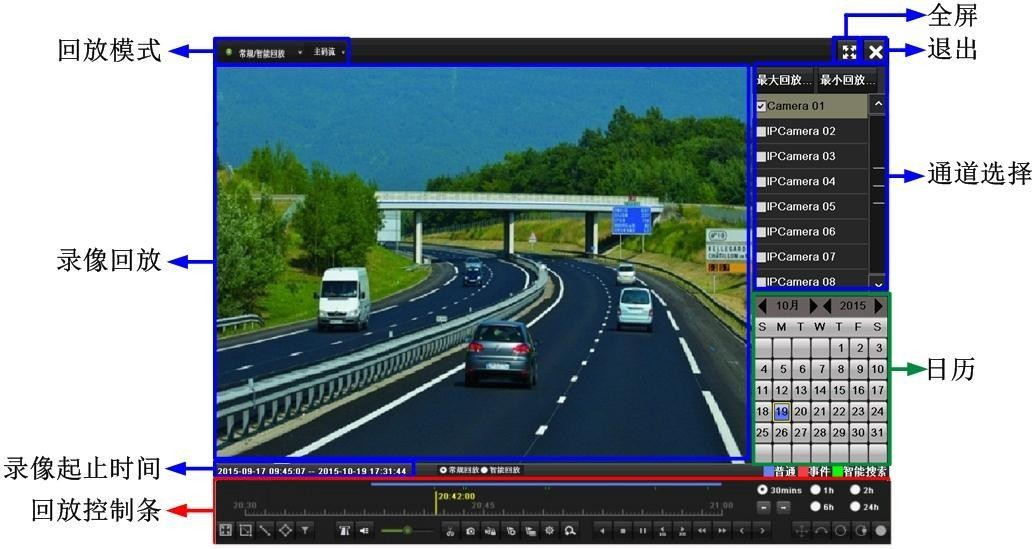 全屏
回放模式
常规/智能回放 主码流
退出
最大回放... 最小回放...
Camera 01
IPCamera 02
IPCamera 03
通道选择
IPCamera 04
IPCamera 05
IPCamera 06
IPCamera 07
IPCamera 08
录像回放
10月 2015
S M T W T F S
1 2 3
4 5 6 7 8 9 10
日历
11 12 13 14 15 16 17
18 19 20 21 22 23 24
25 26 27 28 29 30 31
录像起止时间
2015-09-17 09:45:07 -- 2015-10-19 17:31:44
常规回放 智能回放
普通 事件 智能搜索
回放控制条
20:42:00
20:30 20:45 21:00
30mins 1h 2h
6h 24h